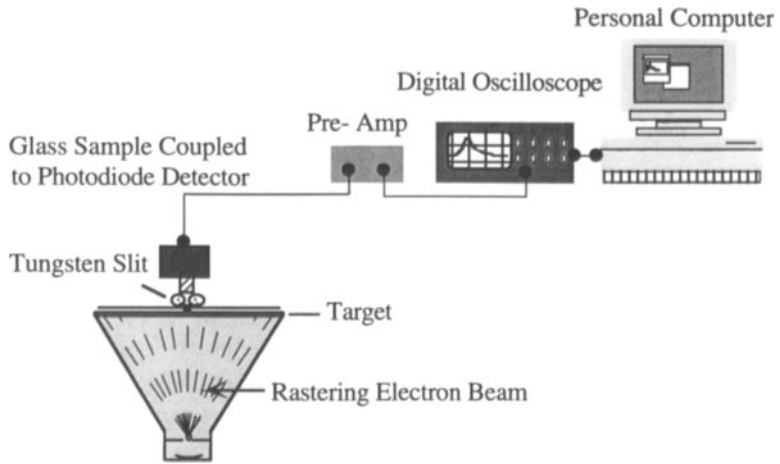 Personal Computer
Digital Oscilloscope
Pre- Amp
Glass Sample Coupled
to Photodiode Detector
Tungsten Slit
Target
Rastering Electron Beam